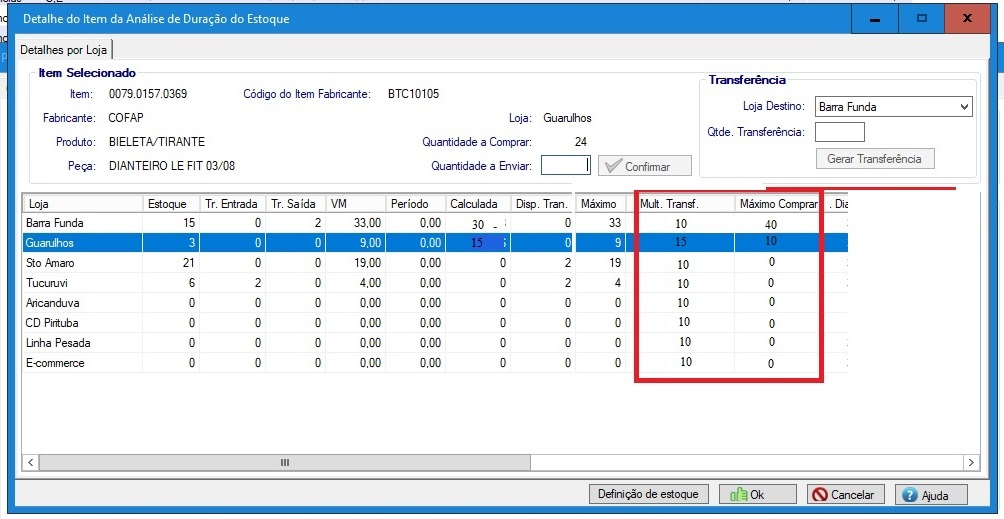 Detalhe do Item da Análise de Duração do Estoque
Detalhes por Loja
Item Selecionado
Item: 0079.0157.0369 Código do Item Fabricante: BTC10105
Fabricante: COFAP Loja: Guarulhos
Produto: BIELETA/TIRANTE Quantidade a Comprar: 24
Peça: DIANTEIRO LE FIT 03/08 Quantidade a Enviar: Confirmar
Transferência
Loja Destino: Barra Funda
Qtde. Transferência:
Gerar Transferência
Loja Estoque Tr. Entrada Tr. Saída VM Período Calculada Disp. Tran. Máximo Mult. Transf. Máximo Comprar . Dia
Barra Funda 15 0 2 33,00 0,00 30 - 0 33 10 40
Guarulhos 3 0 0 9,00 0,00 15 0 9 15 10
Sto Amaro 21 0 0 19,00 0,00 0 2 19 10 0
Tucuruvi 6 2 0 4,00 0,00 0 2 4 10 0
Aricanduva 0 0 0 0,00 0,00 0 0 0 10 0
CD Pirituba 0 0 0 0,00 0,00 0 0 0 10 0
Linha Pesada 0 0 0 0,00 0,00 0 0 0 10 0
E-commerce 0 0 0 0,00 0,00 0 0 0 10 0
Definição de estoque Ok Cancelar Ajuda